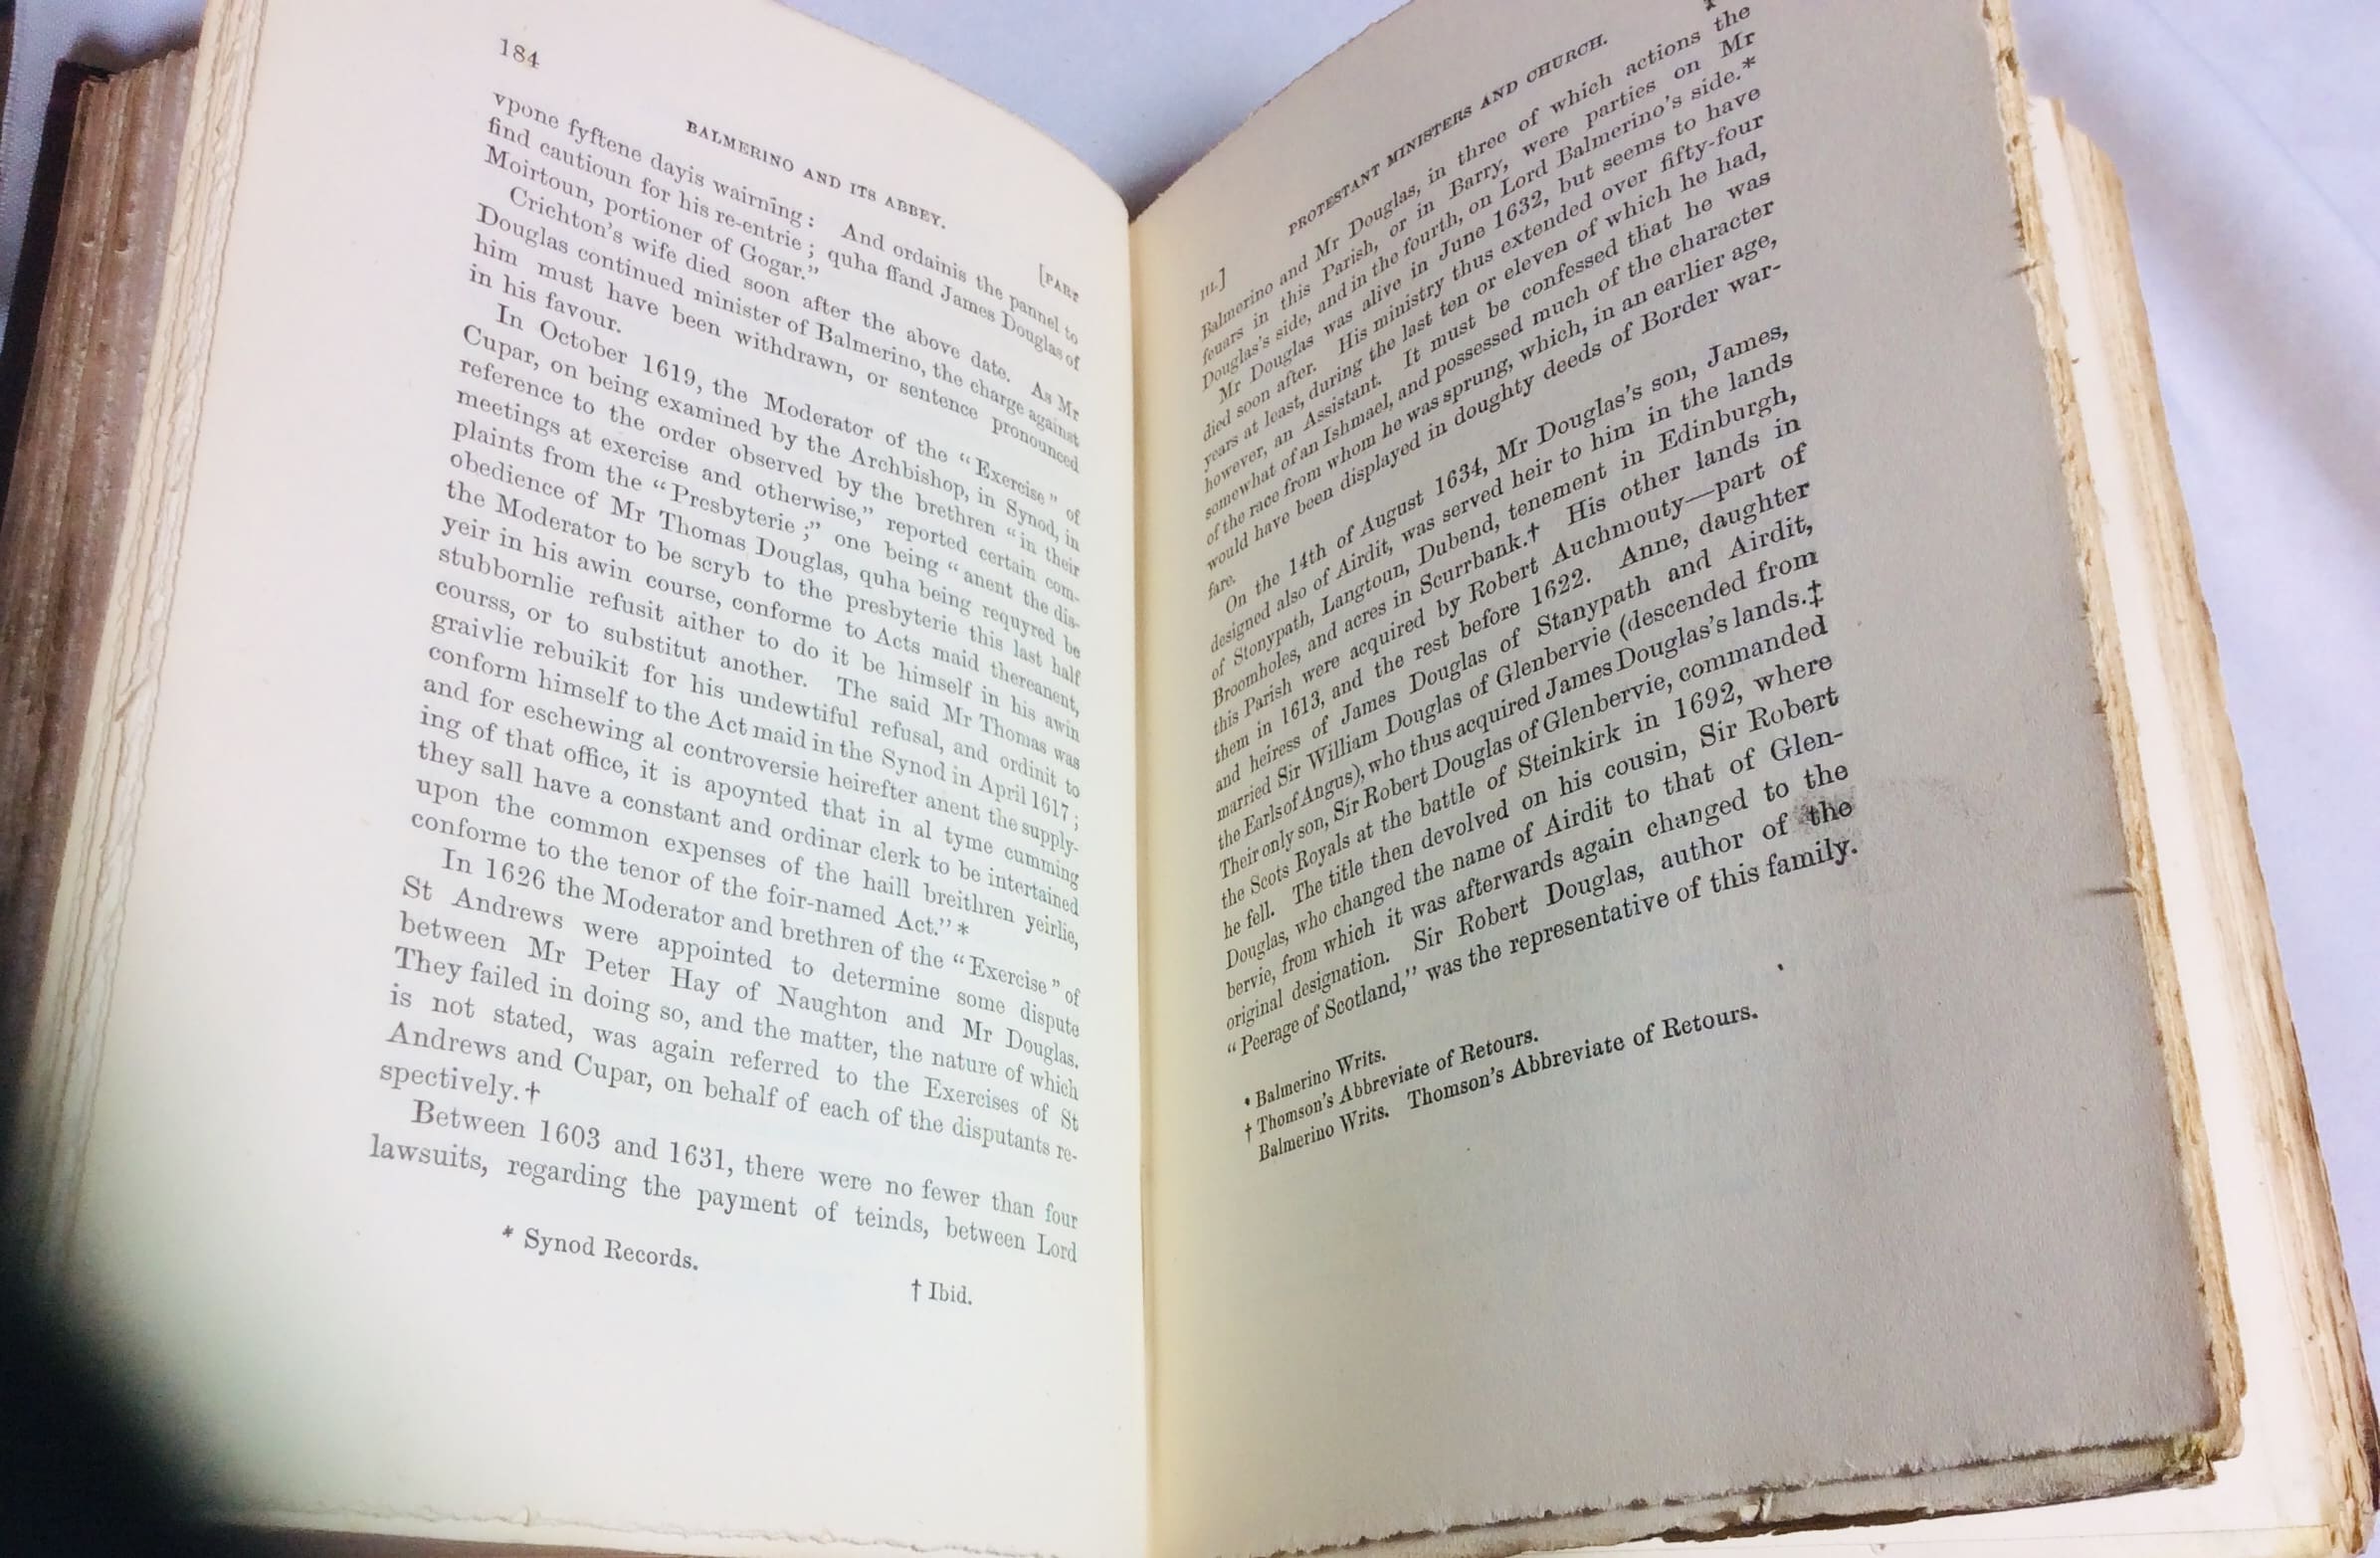 184
BALMERINO AND ITS ABBEY.
[PART
vpone fyftene dayis wairning: And ordainis the pannel to
find cautioun for his re-entrie; quha ffand James Douglas of
Moirtoun, portioner of Gogar."
Crichton's wife died soon after the above date. As Mr
Douglas continued minister of Balmerino, the charge against
him must have been withdrawn, or sentence pronounced
in his favour.
In October 1619, the Moderator of the "Exercise" of
Cupar, on being examined by the Archbishop, in Synod, in
reference to the order observed by the brethren "in their
meetings at exercise and otherwise," reported certain com-
plaints from the "Presbyterie;" one being "anent the dis-
obedience of Mr Thomas Douglas, quha being requyred be
the Moderator to be scryb to the presbyterie this last half
yeir in his awin course, conforme to Acts maid thereanent,
stubbornlie refusit aither to do it be himself in his awin
courss, or to substitut another. The said Mr Thomas was
graivlie rebuikit for his undewtiful refusal, and ordinit to
conform himself to the Act maid in the Synod in April 1617;
and for eschewing al controversie heirefter anent the supply-
ing of that office, it is apoynted that in al tyme cumming
they sall have a constant and ordinar clerk to be intertained
upon the common expenses of the haill breithren yeirlie,
conforme to the tenor of the foir-named Act."*
In 1626 the Moderator and brethren of the "Exercise" of
St Andrews were appointed to determine some dispute
between Mr Peter Hay of Naughton and Mr Douglas.
They failed in doing so, and the matter, the nature of which
is not stated, was again referred to the Exercises of St
Andrews and Cupar, on behalf of each of the disputants re-
spectively.†
Between 1603 and 1631, there were no fewer than four
lawsuits, regarding the payment of teinds, between Lord
* Synod Records.
† Ibid.
III.]
PROTESTANT MINISTERS AND CHURCH.
Balmerino and Mr Douglas, in three of which actions the
feuars in this Parish, or in Barry, were parties on Mr
Douglas's side, and in the fourth, on Lord Balmerino's side.*
Mr Douglas was alive in June 1632, but seems to have
died soon after. His ministry thus extended over fifty-four
years at least, during the last ten or eleven of which he had,
however, an Assistant. It must be confessed that he was
somewhat of an Ishmael, and possessed much of the character
of the race from whom he was sprung, which, in an earlier age,
would have been displayed in doughty deeds of Border war-
fare.
On the 14th of August 1634, Mr Douglas's son, James,
designed also of Airdit, was served heir to him in the lands
of Stonypath, Langtoun, Dubend, tenement in Edinburgh,
Broomholes, and acres in Scurrbank.† His other lands in
this Parish were acquired by Robert Auchmouty—part of
them in 1613, and the rest before 1622. Anne, daughter
and heiress of James Douglas of Stanypath and Airdit,
married Sir William Douglas of Glenbervie (descended from
the Earls of Angus), who thus acquired James Douglas's lands.‡
Their only son, Sir Robert Douglas of Glenbervie, commanded
the Scots Royals at the battle of Steinkirk in 1692, where
he fell. The title then devolved on his cousin, Sir Robert
Douglas, who changed the name of Airdit to that of Glen-
bervie, from which it was afterwards again changed to the
original designation. Sir Robert Douglas, author of the
"Peerage of Scotland," was the representative of this family.
* Balmerino Writs.
† Thomson's Abbreviate of Retours.
Balmerino Writs. Thomson's Abbreviate of Retours.